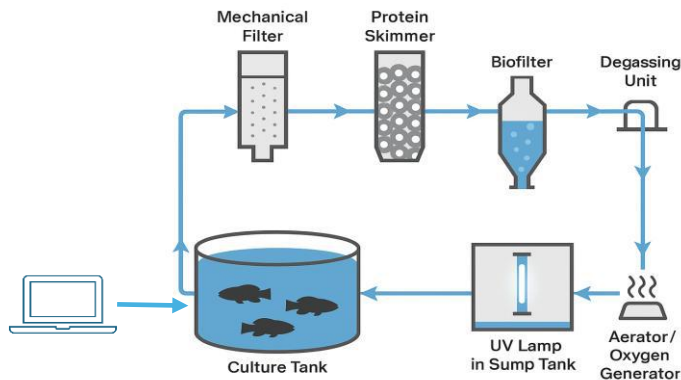 Mechanical
Filter
Protein
Skimmer
Biofilter
Degassing
Unit
Culture Tank
UV Lamp
in Sump Tank
Aerator/
Oxygen
Generator